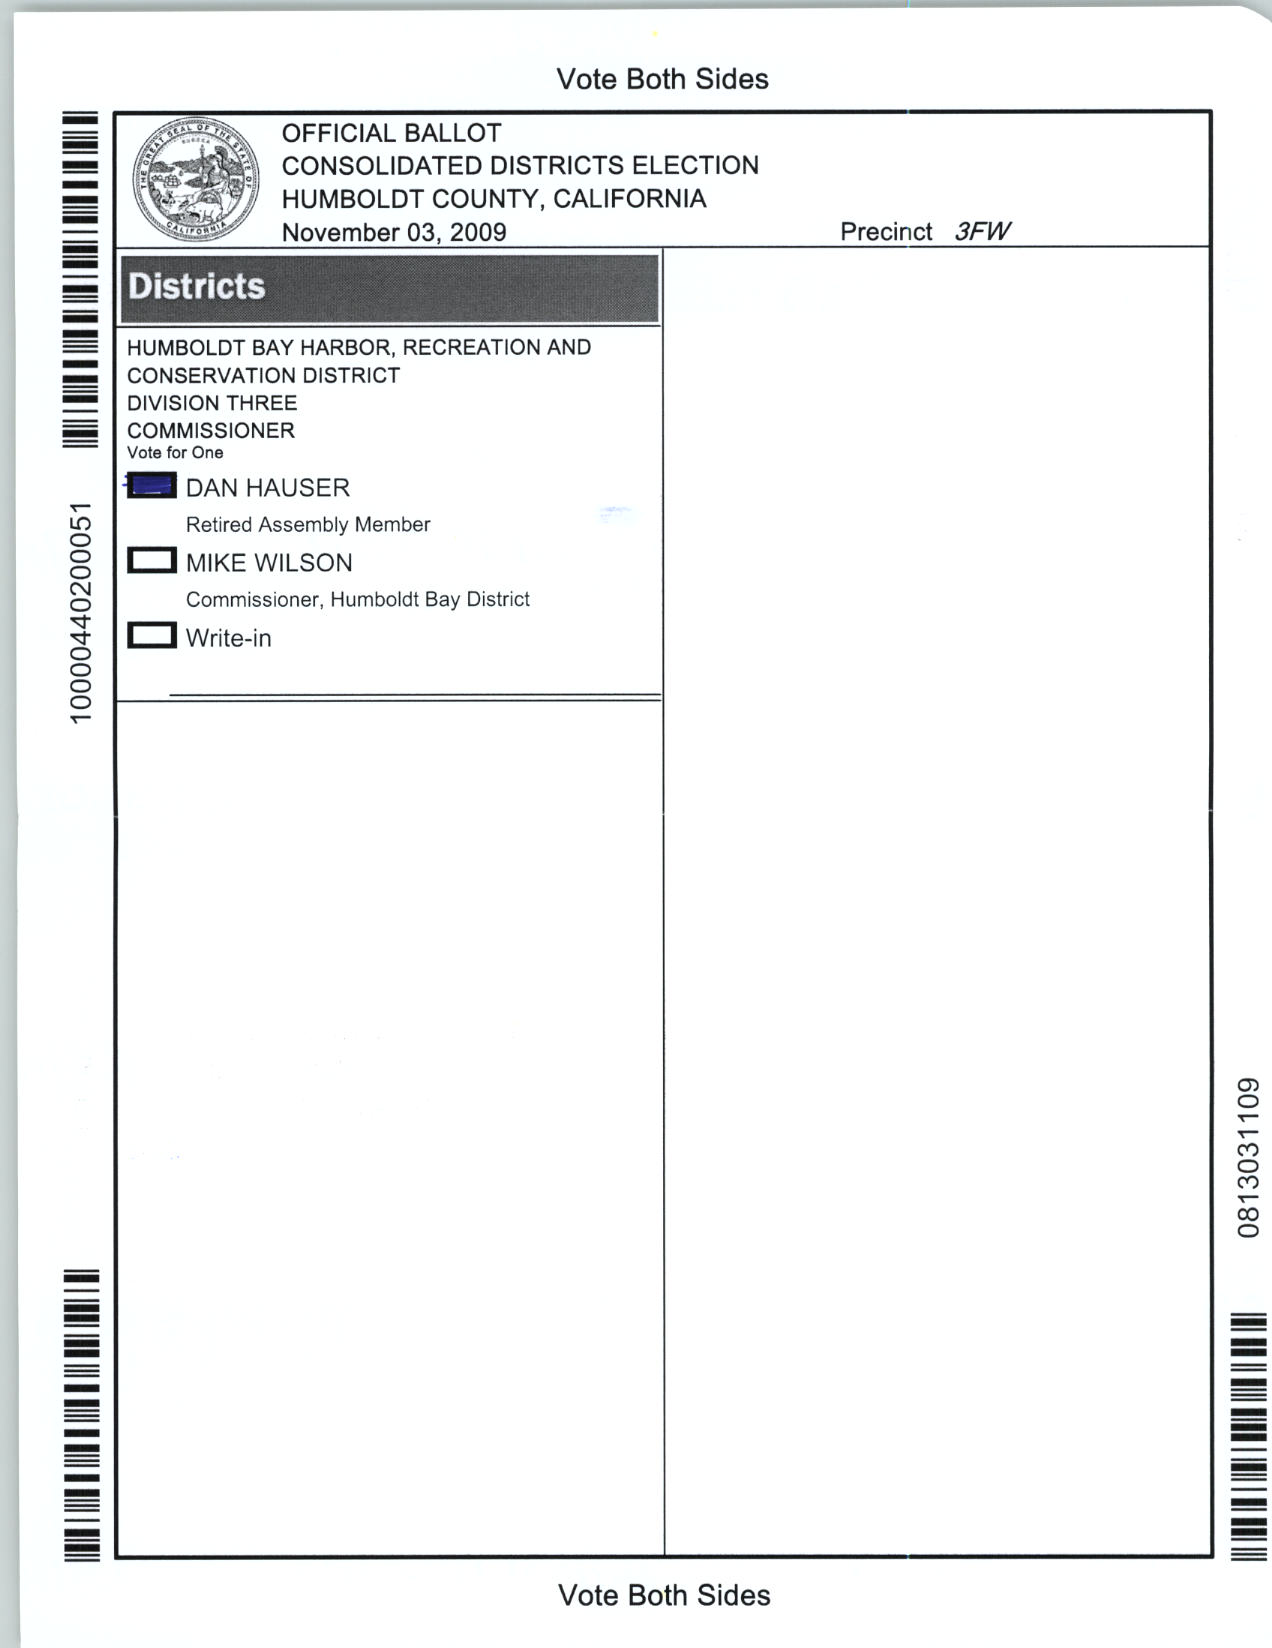 Vote Both Sides
THE GREAT SEAL OF THE STATE OF CALIFORNIA
EUREKA
OFFICIAL BALLOT
CONSOLIDATED DISTRICTS ELECTION
HUMBOLDT COUNTY, CALIFORNIA
November 03, 2009
Precinct 3FW
Districts
HUMBOLDT BAY HARBOR, RECREATION AND
CONSERVATION DISTRICT
DIVISION THREE
COMMISSIONER
Vote for One
DAN HAUSER
Retired Assembly Member
MIKE WILSON
Commissioner, Humboldt Bay District
Write-in
1000440200051
0813031109
Vote Both Sides